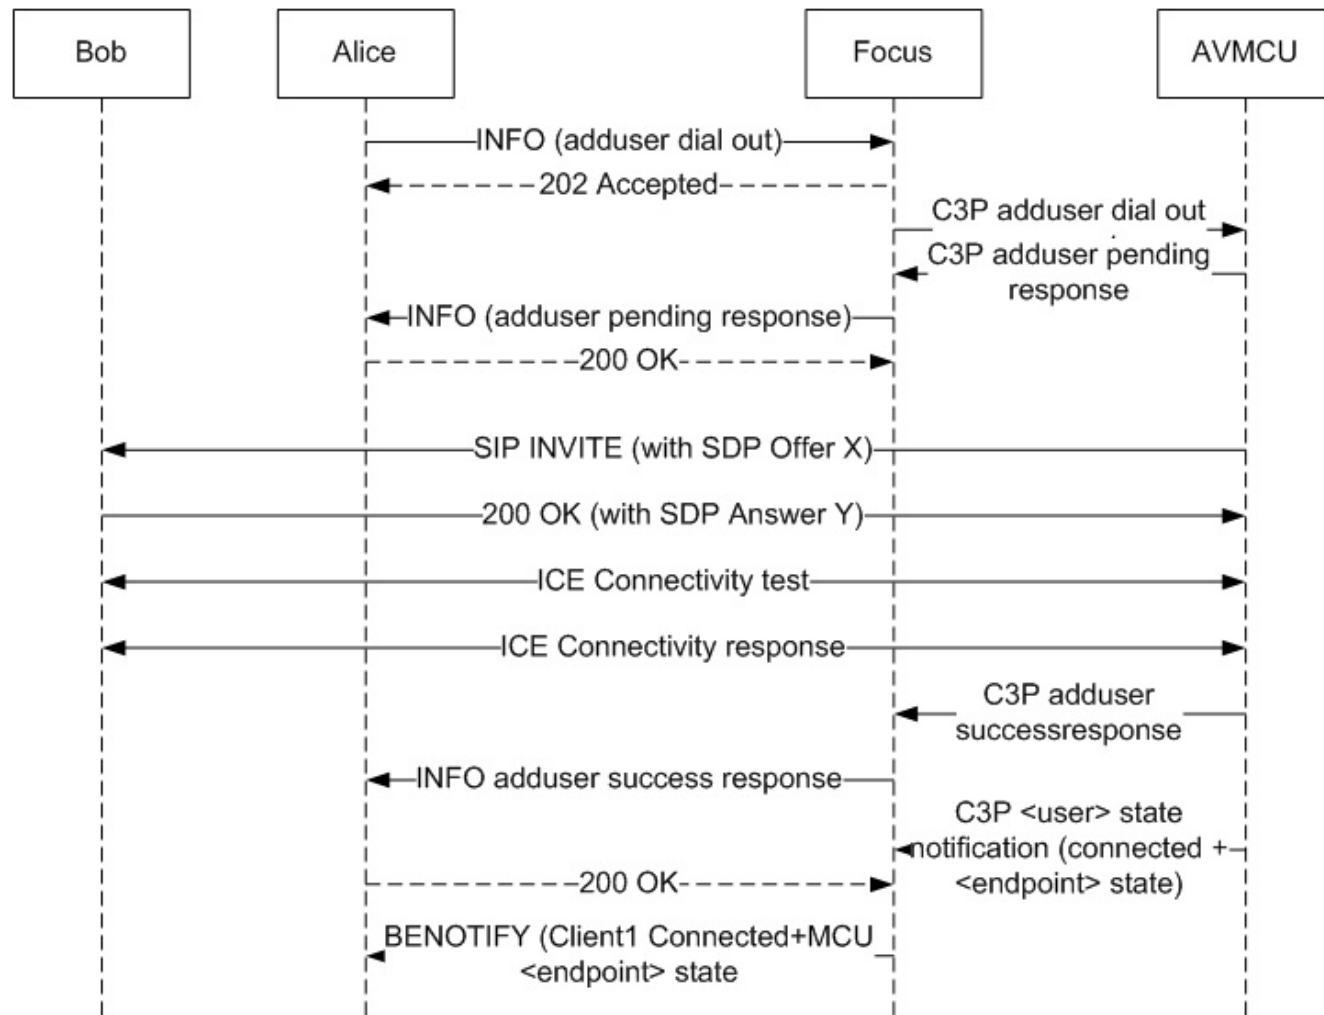 Bob
Alice
Focus
AVMCU
INFO (adduser dial out)
202 Accepted
C3P adduser dial out
C3P adduser pending
response
INFO (adduser pending response)
200 OK
SIP INVITE (with SDP Offer X)
200 OK (with SDP Answer Y)
ICE Connectivity test
ICE Connectivity response
C3P adduser
successresponse
INFO adduser success response
C3P <user> state
notification (connected +
<endpoint> state)
200 OK
BENOTIFY (Client1 Connected+MCU
<endpoint> state